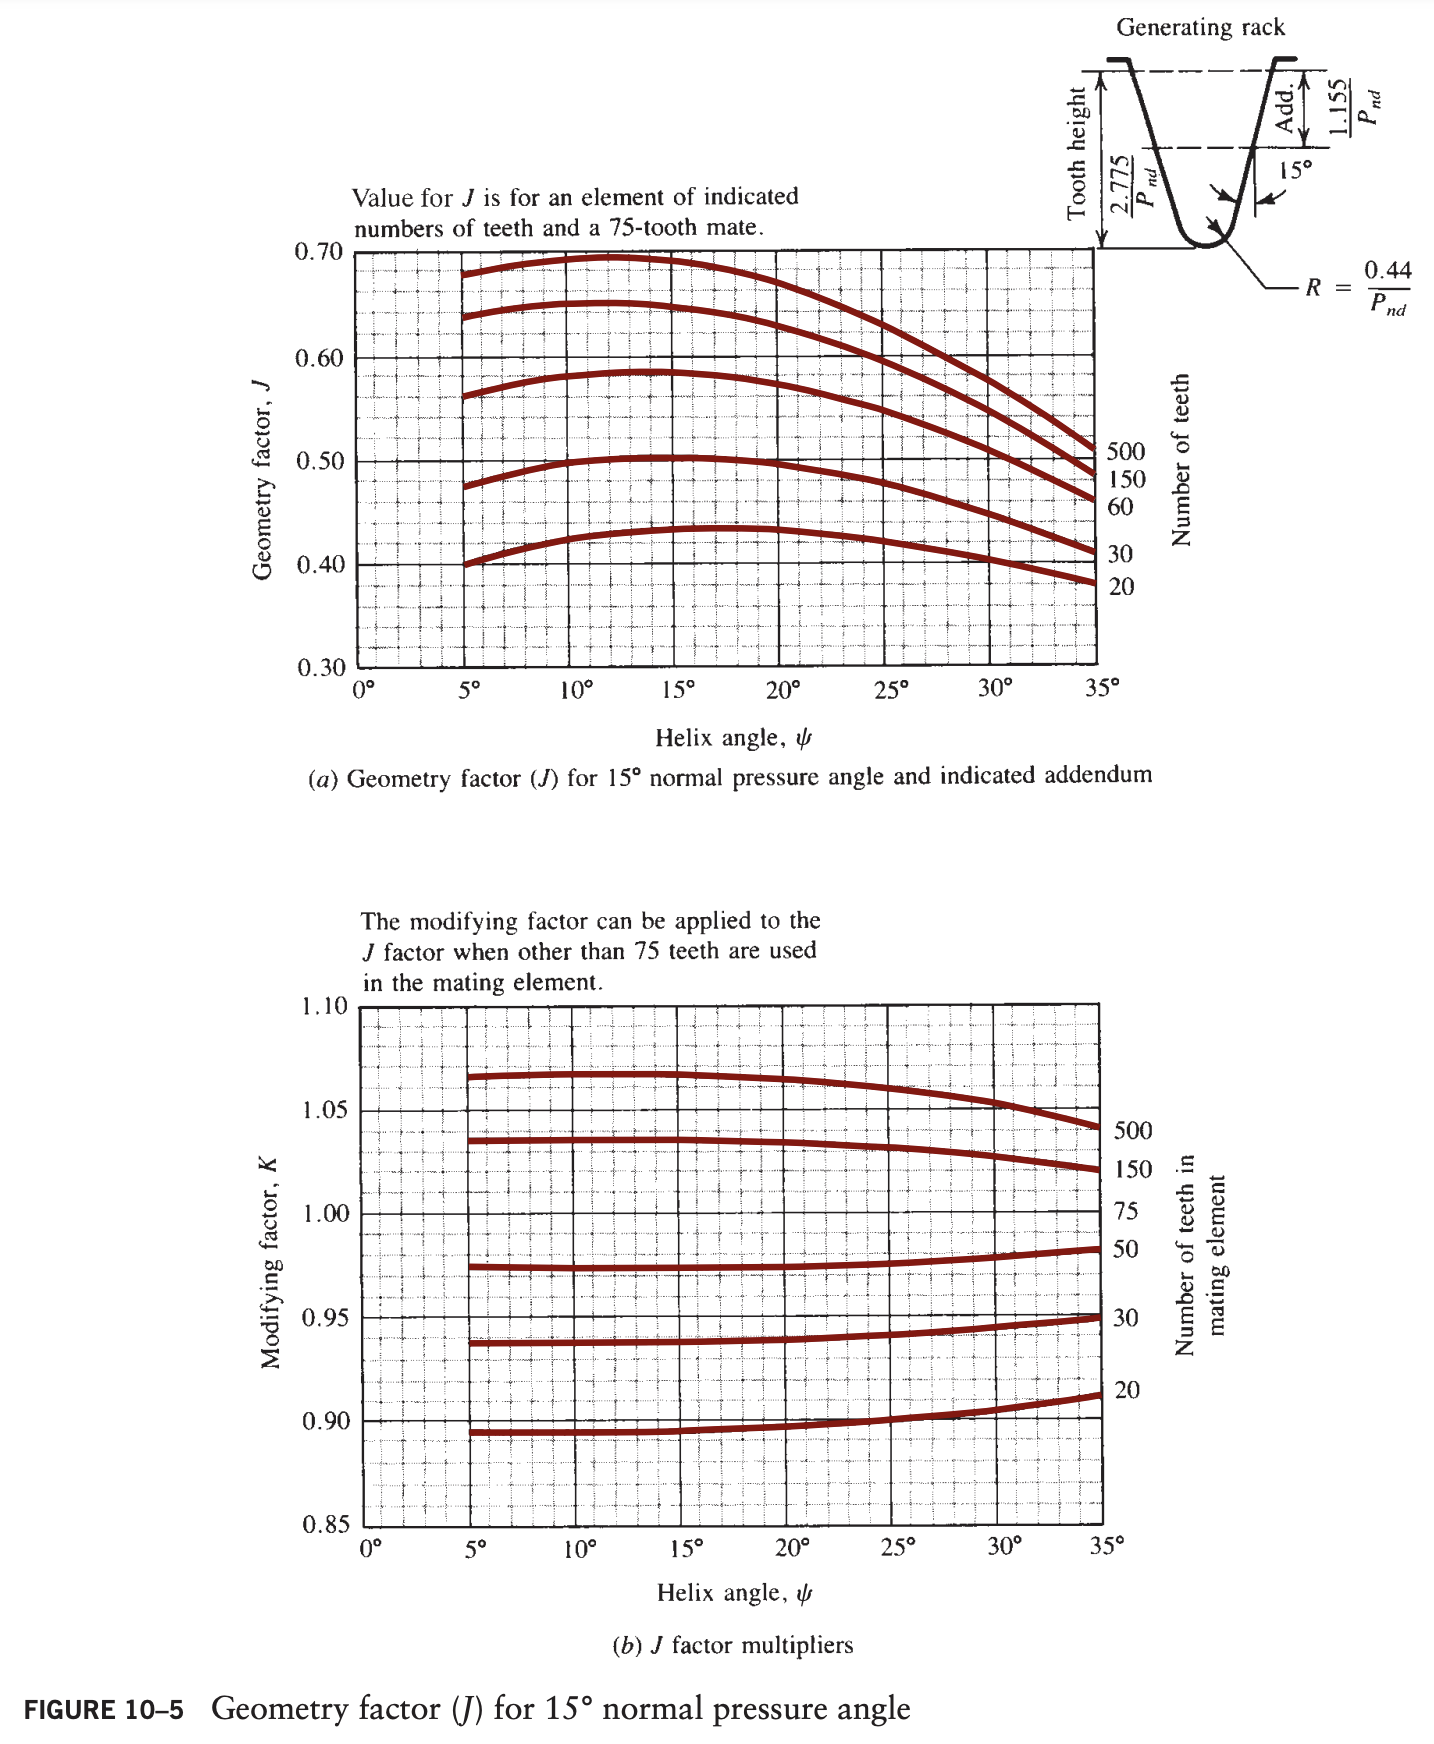 Generating rack
Tooth height
2.775
P nd
Add.
1.155
P nd
15°
R = 0.44
P nd
Value for J is for an element of indicated
numbers of teeth and a 75-tooth mate.
Geometry factor, J
0.70
0.60
0.50
0.40
0.30
500
150
60
30
20
Number of teeth
0° 5° 10° 15° 20° 25° 30° 35°
Helix angle, ψ
(a) Geometry factor (J) for 15° normal pressure angle and indicated addendum
The modifying factor can be applied to the
J factor when other than 75 teeth are used
in the mating element.
Modifying factor, K
1.10
1.05
1.00
0.95
0.90
0.85
500
150
75
50
30
20
Number of teeth in
mating element
0° 5° 10° 15° 20° 25° 30° 35°
Helix angle, ψ
(b) J factor multipliers
FIGURE 10–5 Geometry factor (J) for 15° normal pressure angle